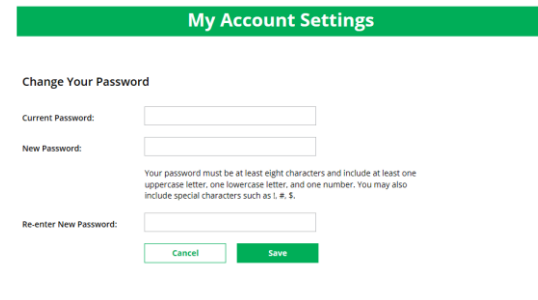 My Account Settings
Change Your Password
Current Password:
New Password:
Your password must be at least eight characters and include at least one
uppercase letter, one lowercase letter, and one number. You may also
include special characters such as !, #, $.
Re-enter New Password:
Cancel Save